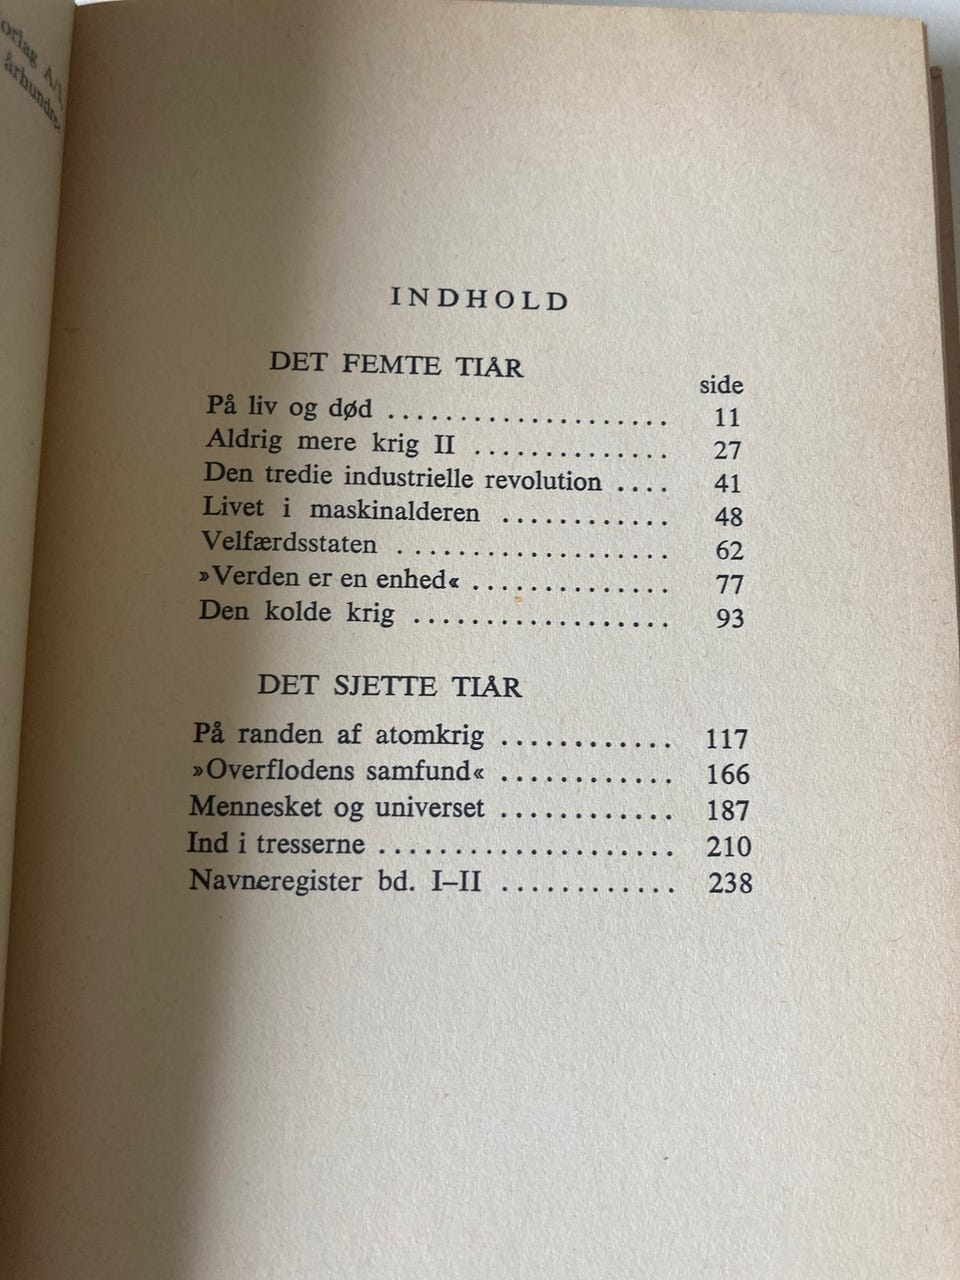 orlag A/S,
århundre-
INDHOLD
DET FEMTE TIÅR
side
På liv og død .................... 11
Aldrig mere krig II .............. 27
Den tredie industrielle revolution .... 41
Livet i maskinalderen ............ 48
Velfærdsstaten ................... 62
»Verden er en enhed« .............. 77
Den kolde krig .................. 93
DET SJETTE TIÅR
På randen af atomkrig ............ 117
»Overflodens samfund« ............ 166
Mennesket og universet ............ 187
Ind i tresserne .................... 210
Navneregister bd. I–II ............ 238